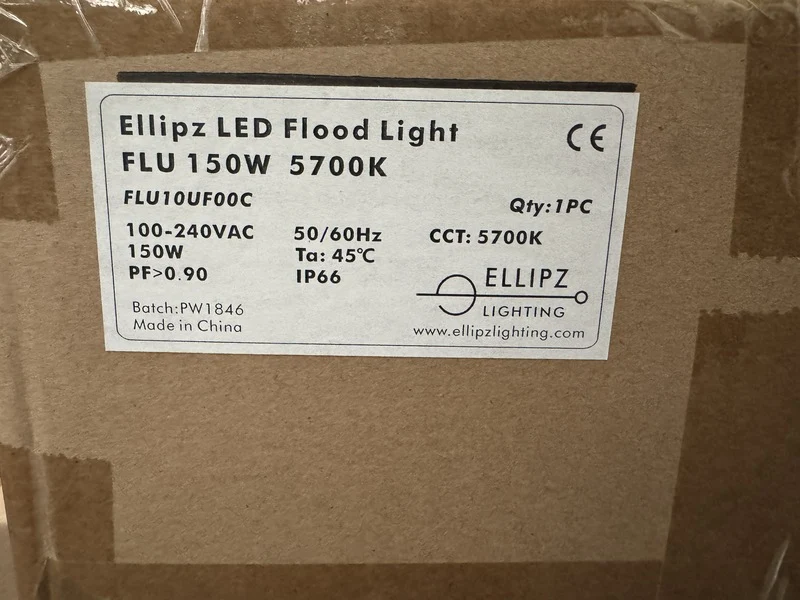 Ellipz LED Flood Light
CE
FLU 150W 5700K
FLU10UF00C
Qty:1PC
100-240VAC 50/60Hz CCT: 5700K
150W Ta: 45℃
PF>0.90 IP66
ELLIPZ
LIGHTING
Batch:PW1846
Made in China
www.ellipzlighting.com